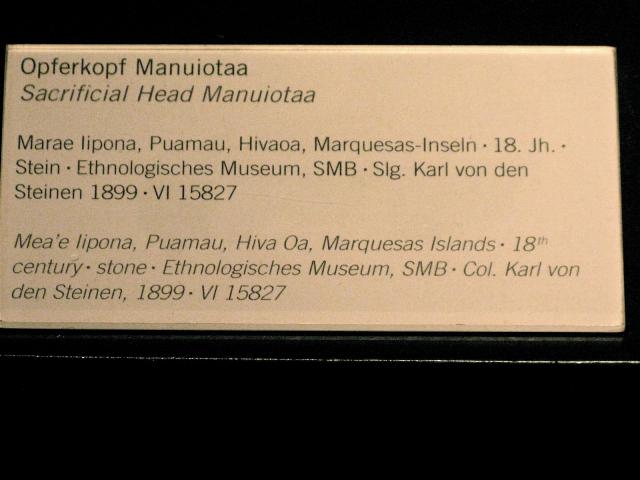 Opferkopf Manuiotaa
Sacrificial Head Manuiotaa
Marae Iipona, Puamau, Hivaoa, Marquesas-Inseln · 18. Jh. ·
Stein · Ethnologisches Museum, SMB · Slg. Karl von den
Steinen 1899 · VI 15827
Mea'e Iipona, Puamau, Hiva Oa, Marquesas Islands · 18th
century · stone · Ethnologisches Museum, SMB · Col. Karl von
den Steinen, 1899 · VI 15827